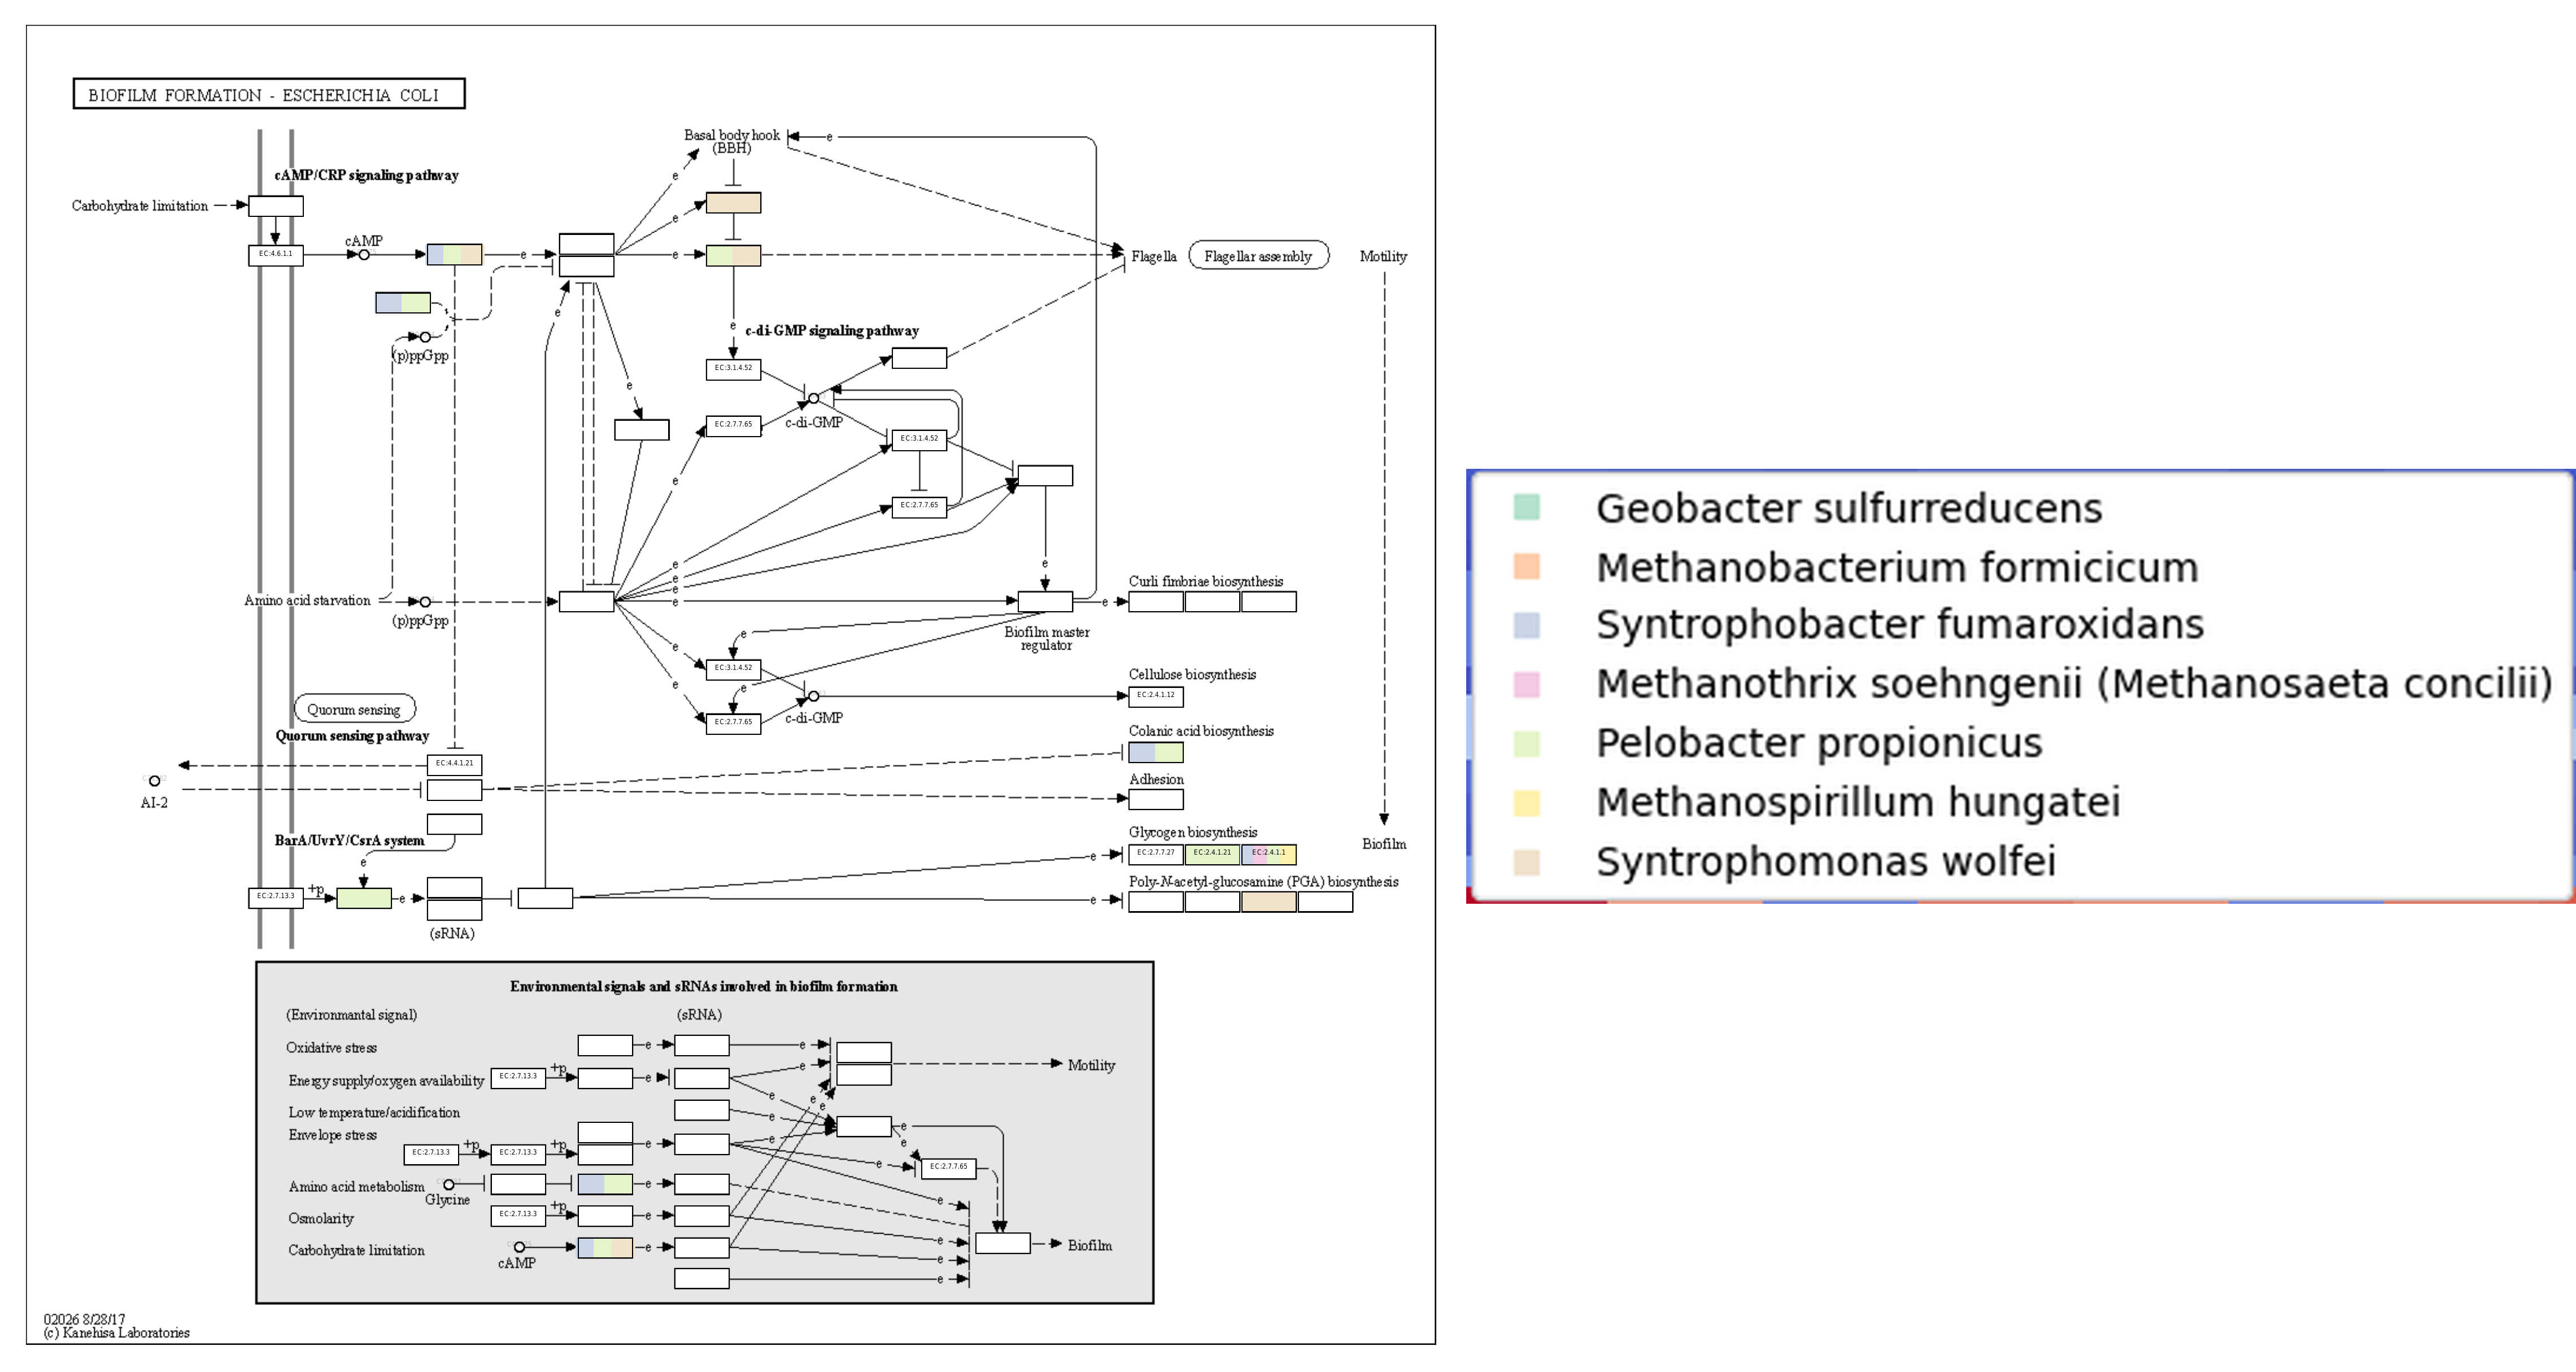 BIOFILM FORMATION - ESCHERICHIA COLI
Basal body hook
(BBH)
e
cAMP/CRP signaling pathway
e
Carbohydrate limitation
e
cAMP
EC:4.6.1.1
e
e
Flagella
Flagellar assembly
Motility
e
e
c-di-GMP signaling pathway
(p)ppGpp
EC:3.1.4.52
e
c-di-GMP
EC:2.7.7.65
EC:3.1.4.52
e
EC:2.7.7.65
e
e
e
e
Curli fimbriae biosynthesis
Amino acid starvation
e
e
(p)ppGpp
Biofilm master
regulator
e
e
EC:3.1.4.52
Cellulose biosynthesis
e
e
EC:2.4.1.12
Quorum sensing
c-di-GMP
EC:2.7.7.65
Quorum sensing pathway
Colanic acid biosynthesis
EC:4.4.1.21
AI-2
Adhesion
BarA/UvrY/CsrA system
Glycogen biosynthesis
Biofilm
e
e
EC:2.7.7.27
EC:2.4.1.21
EC:2.4.1.1
Poly-N-acetyl-glucosamine (PGA) biosynthesis
EC:2.7.13.3
+p
e
e
(sRNA)
Environmental signals and sRNAs involved in biofilm formation
(Environmantal signal)
(sRNA)
Oxidative stress
e
e
Energy supply/oxygen availability
EC:2.7.13.3
+p
e
e
Motility
e
e
e
Low temperature/acidification
e
Envelope stress
EC:2.7.13.3
+p
EC:2.7.13.3
+p
e
e
e
e
e
EC:2.7.7.65
Amino acid metabolism
Glycine
e
e
Osmolarity
EC:2.7.13.3
+p
e
e
Carbohydrate limitation
cAMP
e
e
Biofilm
e
02026 8/28/17
(c) Kanehisa Laboratories
Geobacter sulfurreducens
Methanobacterium formicicum
Syntrophobacter fumaroxidans
Methanothrix soehngenii (Methanosaeta concilii)
Pelobacter propionicus
Methanospirillum hungatei
Syntrophomonas wolfei